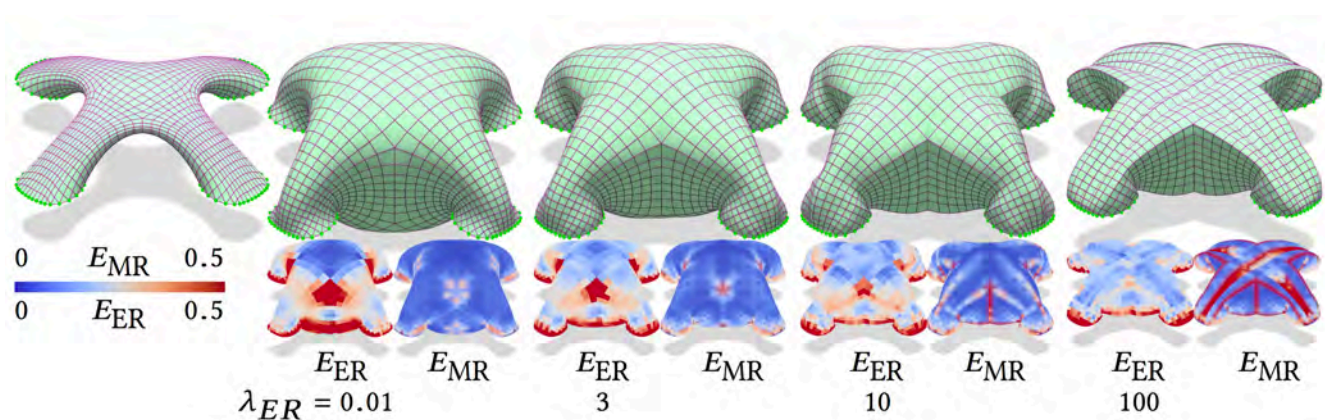 0 E_MR 0.5
0 E_ER 0.5
E_ER E_MR E_ER E_MR E_ER E_MR E_ER E_MR
λ_ER = 0.01 3 10 100